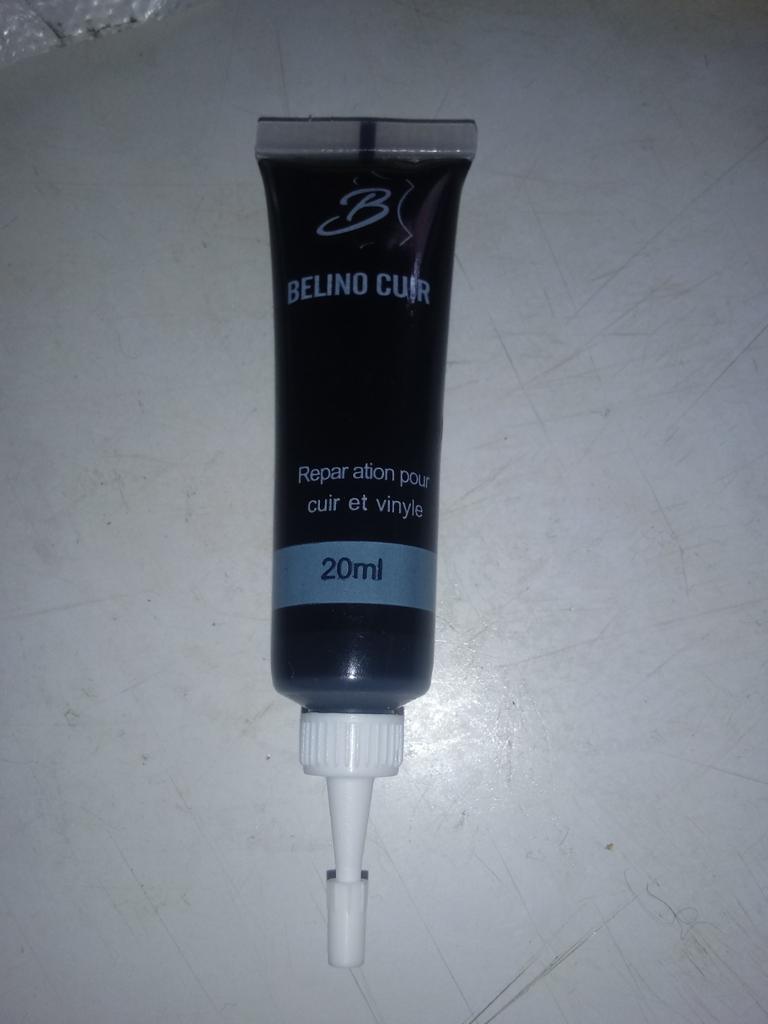 B
BELINO CUIR
Repar ation pour
cuir et vinyle
20ml